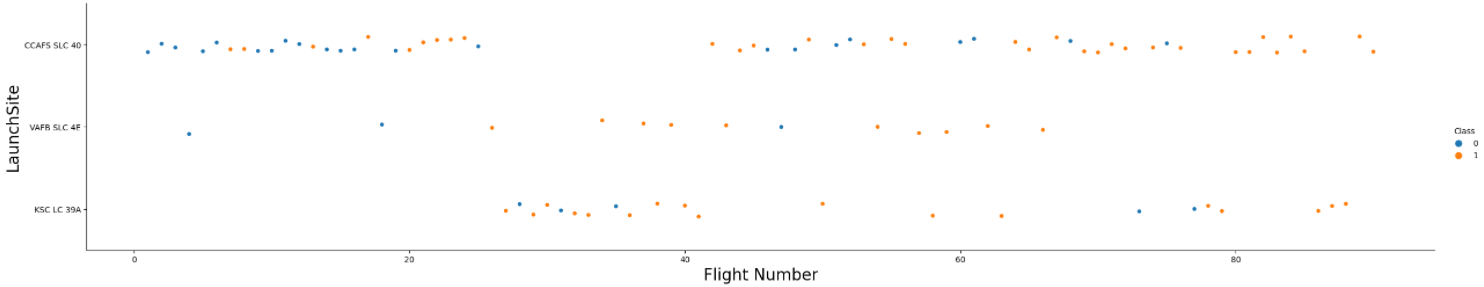 CCAFS SLC 40
VAFB SLC 4E
KSC LC 39A
LaunchSite
0
20
40
60
80
Flight Number
Class
0
1